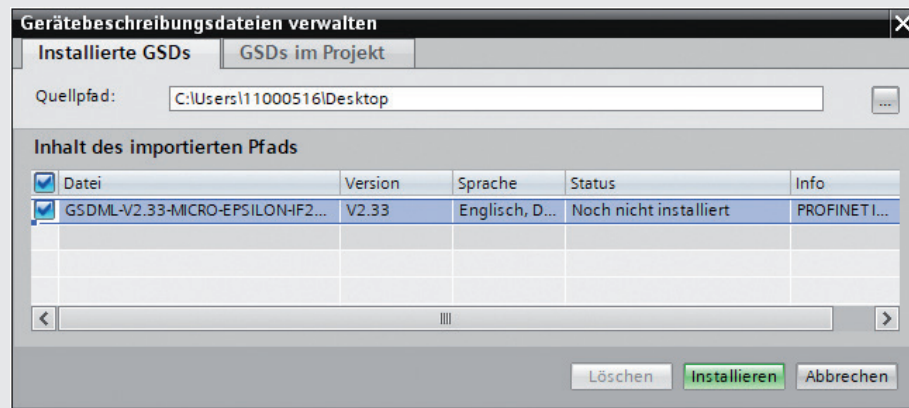 Gerätebeschreibungsdateien verwalten
Installierte GSDs GSDs im Projekt
Quellpfad: C:\Users\11000516\Desktop ...
Inhalt des importierten Pfads
Datei Version Sprache Status Info
GSDML-V2.33-MICRO-EPSILON-IF2... V2.33 Englisch, D... Noch nicht installiert PROFINET I...
Löschen Installieren Abbrechen